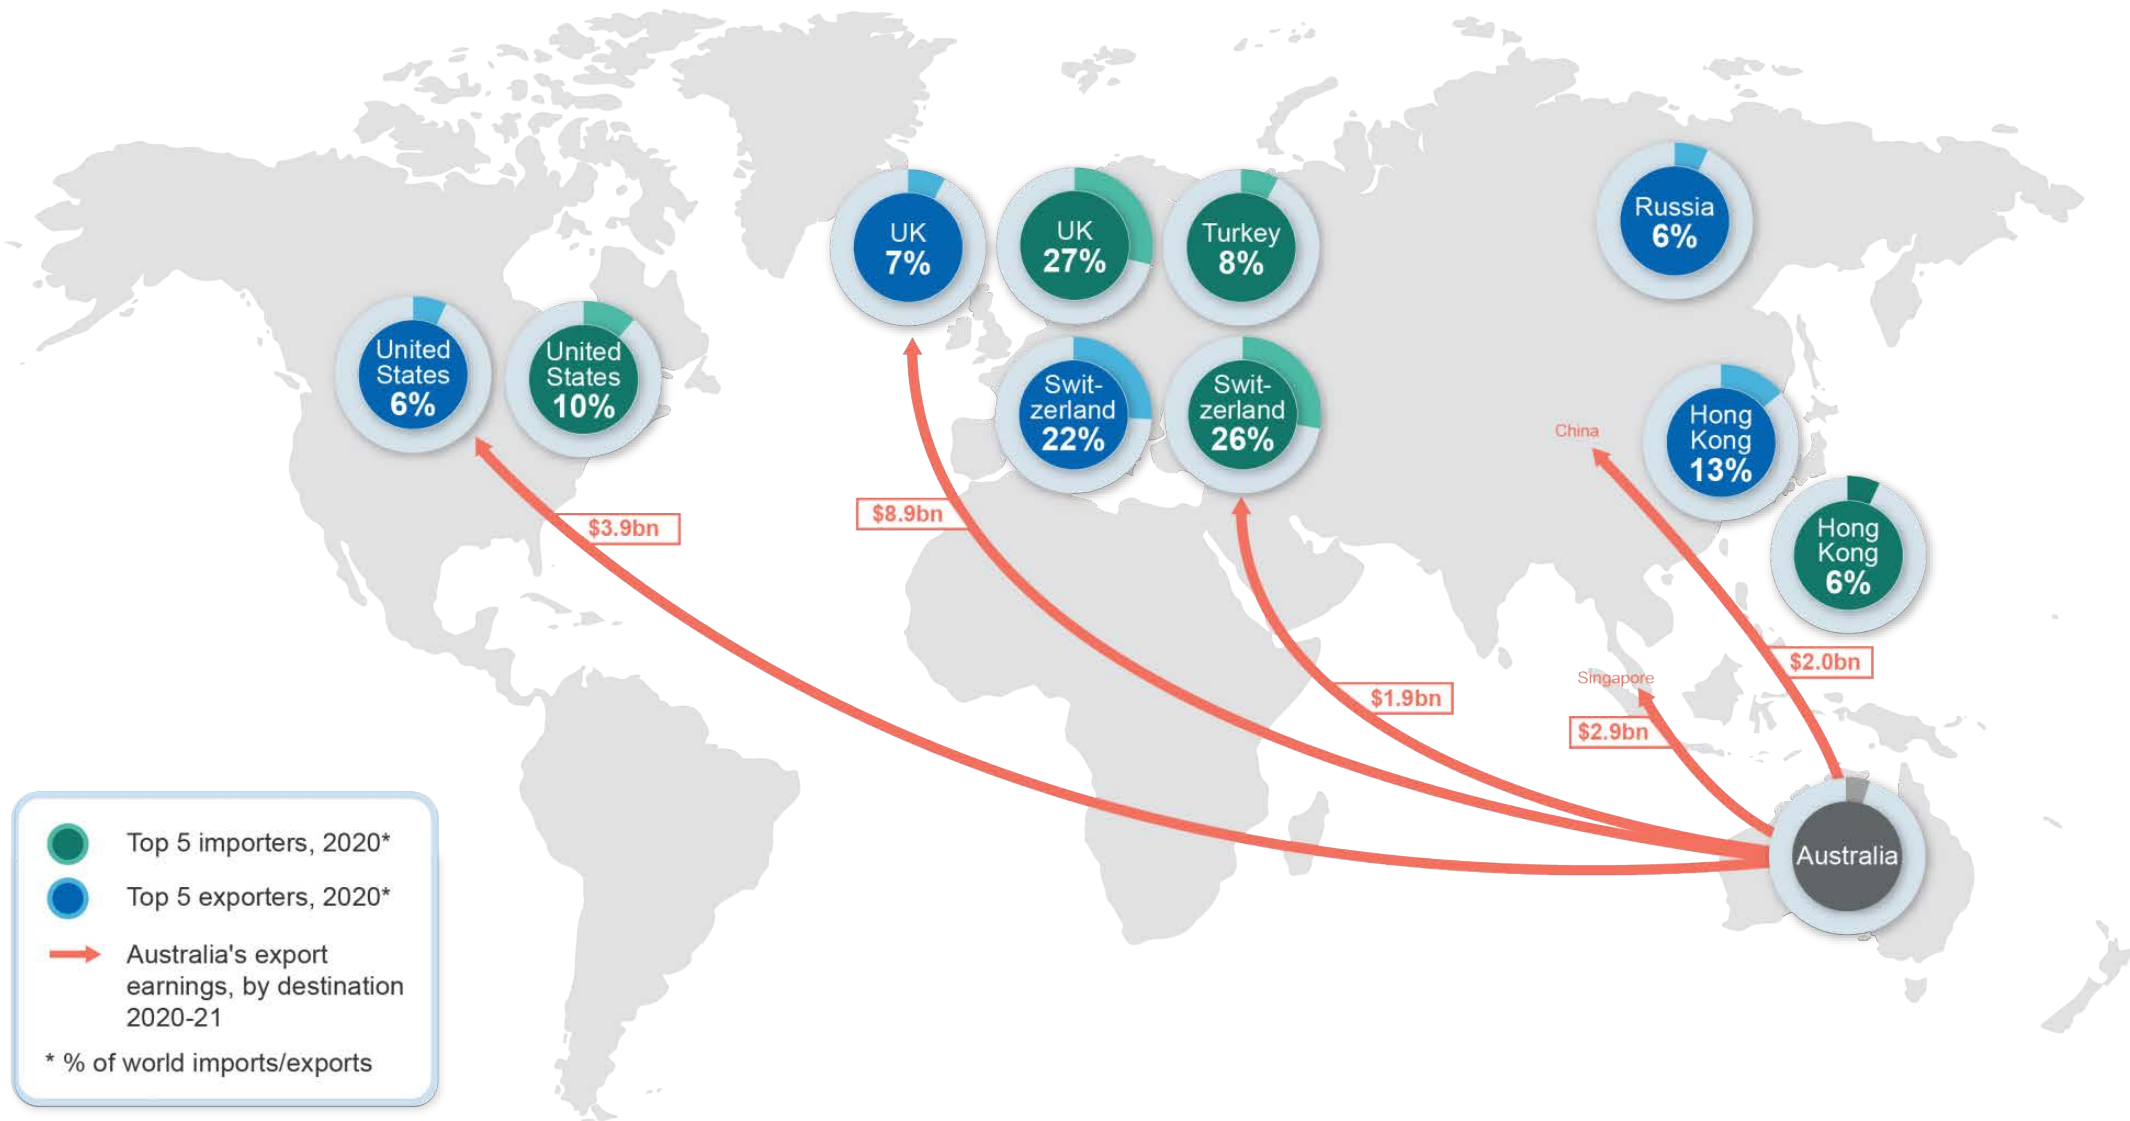 UK
7%
UK
27%
Turkey
8%
Russia
6%
United
States
6%
United
States
10%
Swit-
zerland
22%
Swit-
zerland
26%
China
Hong
Kong
13%
Hong
Kong
6%
$3.9bn
$8.9bn
$1.9bn
$2.0bn
Singapore
$2.9bn
Australia
Top 5 importers, 2020*
Top 5 exporters, 2020*
Australia's export
earnings, by destination
2020-21
* % of world imports/exports